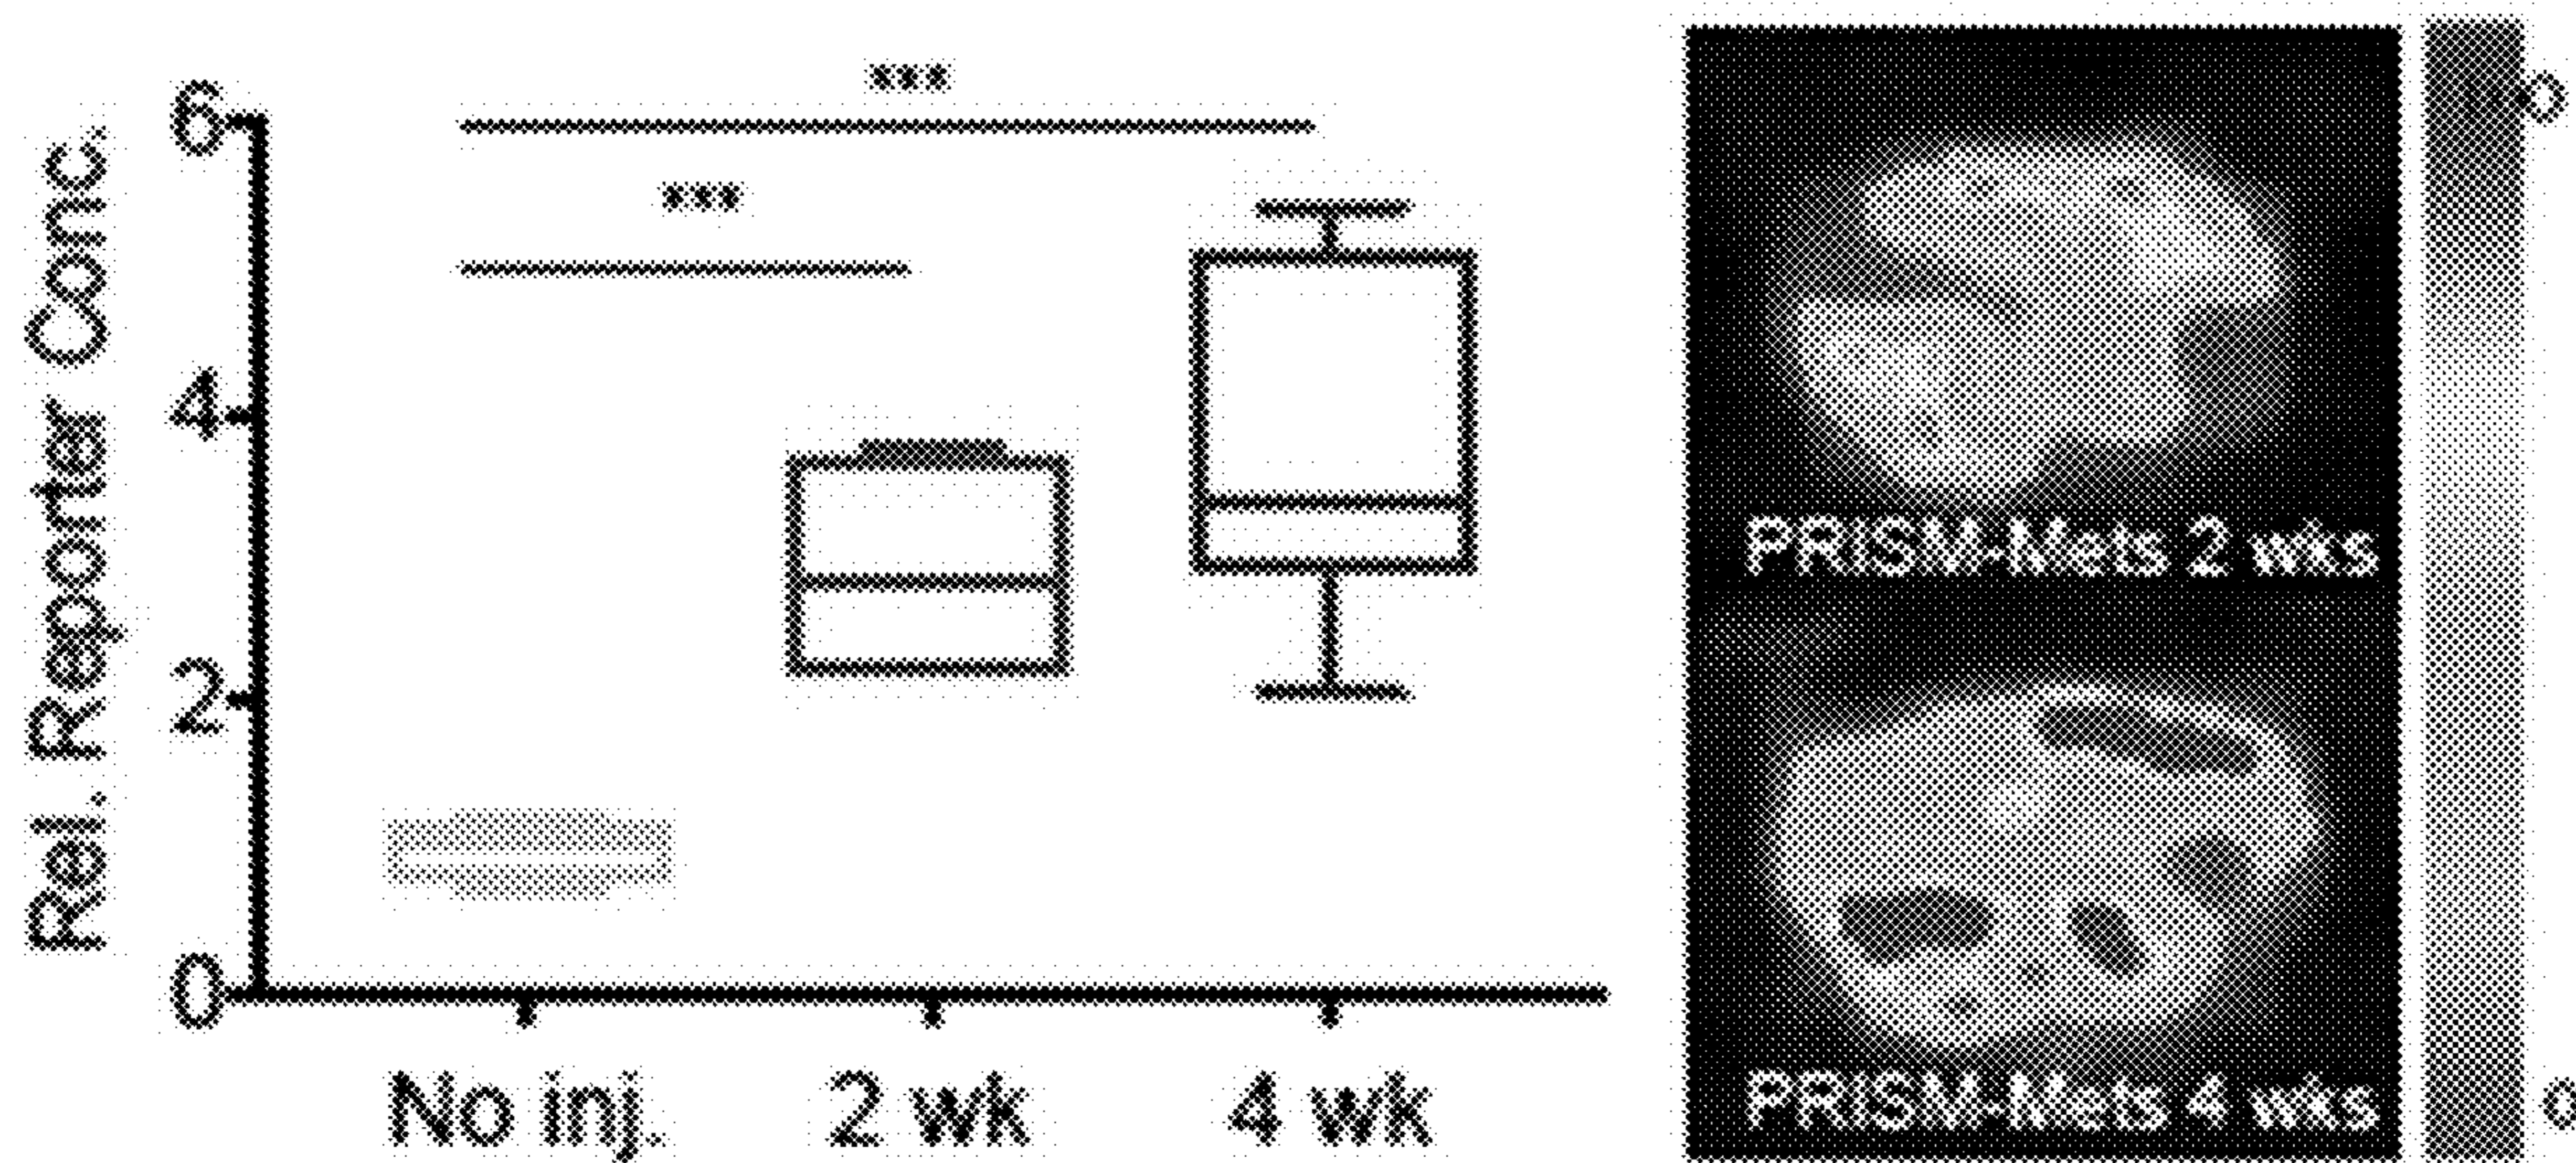 Rel. Reporter Conc.
6
4
2
0
***
***
No inj.
2 wk
4 wk
PRISM-Mets 2 wks
PRISM-Mets 4 wks